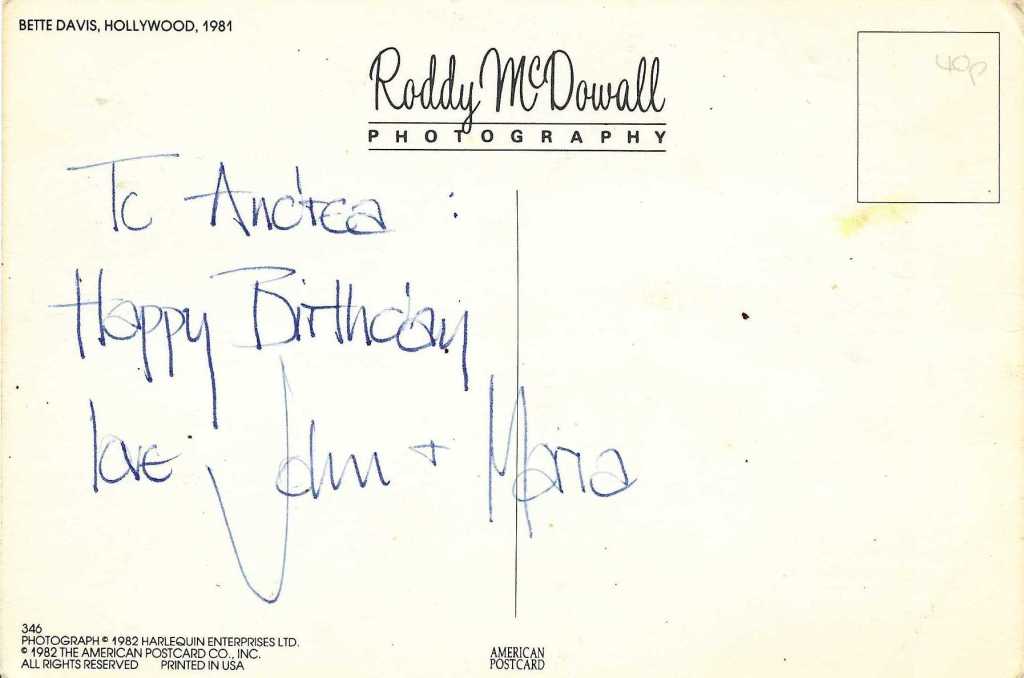 BETTE DAVIS, HOLLYWOOD, 1981
Roddy McDowall
PHOTOGRAPHY
40p
To Andrea :
Happy Birthday
love John + Maria
346
PHOTOGRAPH © 1982 HARLEQUIN ENTERPRISES LTD.
© 1982 THE AMERICAN POSTCARD CO., INC.
ALL RIGHTS RESERVED PRINTED IN USA
AMERICAN
POSTCARD